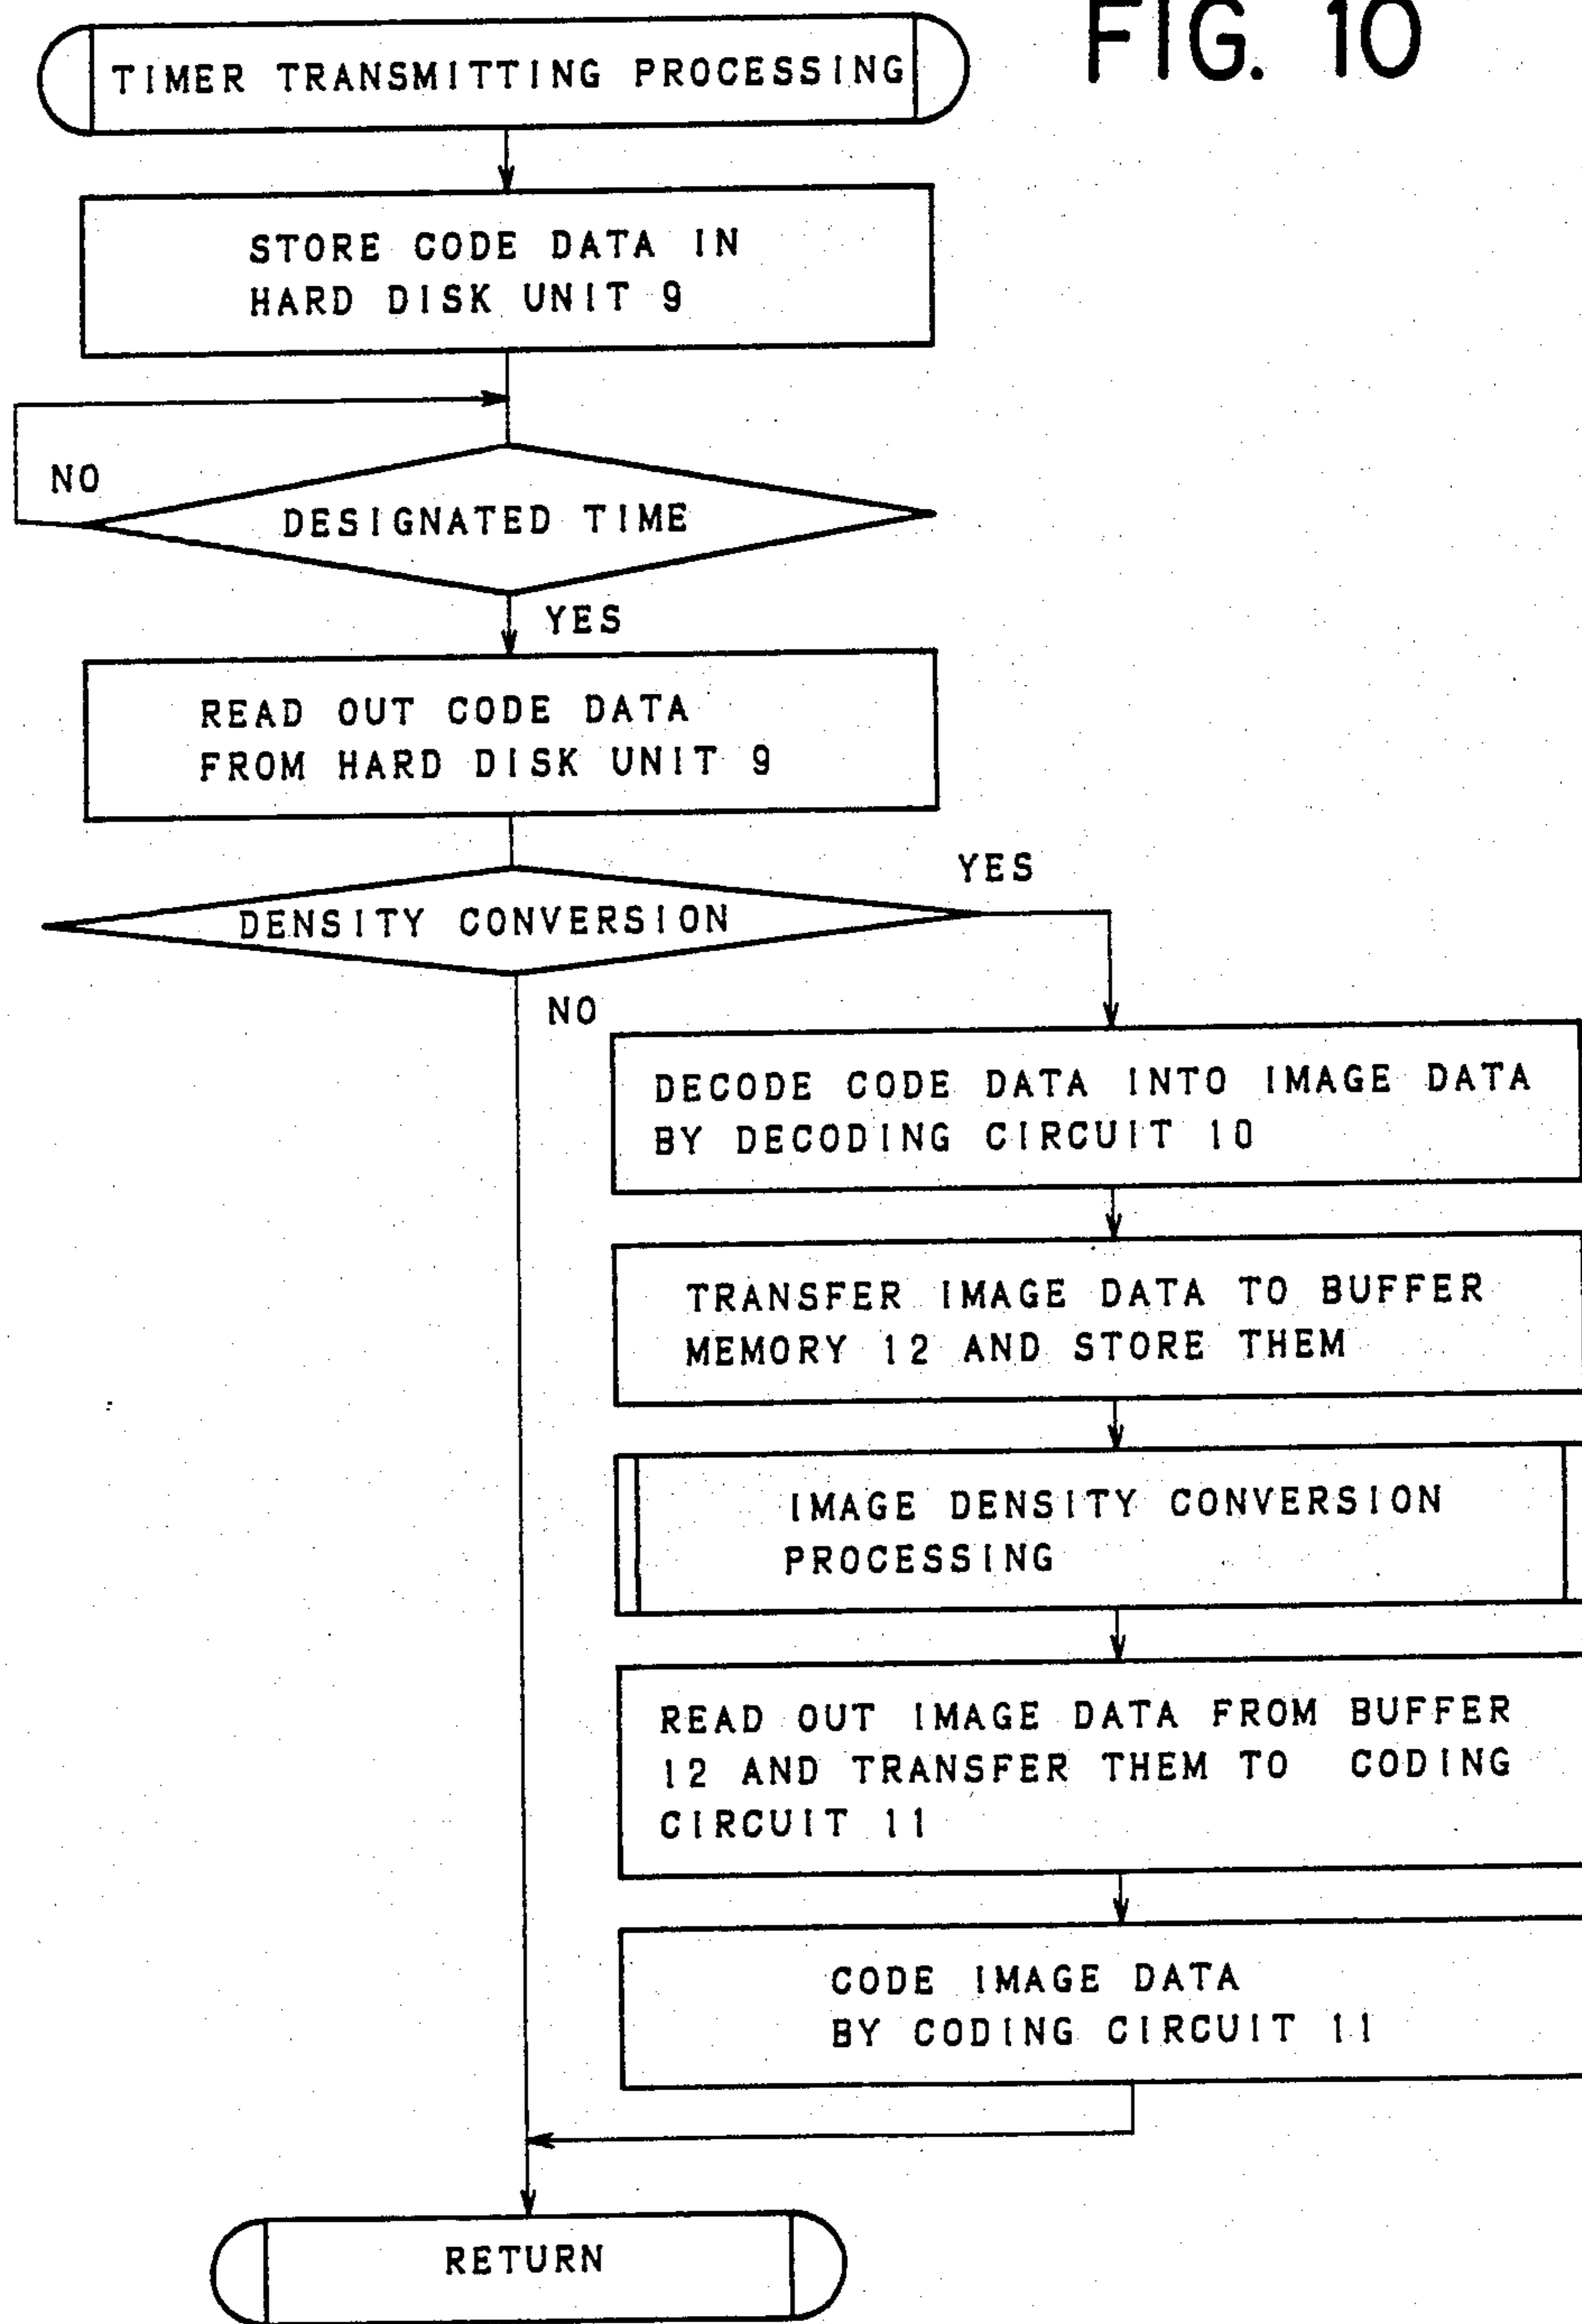 FIG. 10
TIMER TRANSMITTING PROCESSING
STORE CODE DATA IN
HARD DISK UNIT 9
NO
DESIGNATED TIME
YES
READ OUT CODE DATA
FROM HARD DISK UNIT 9
YES
DENSITY CONVERSION
NO
DECODE CODE DATA INTO IMAGE DATA
BY DECODING CIRCUIT 10
TRANSFER IMAGE DATA TO BUFFER
MEMORY 12 AND STORE THEM
IMAGE DENSITY CONVERSION
PROCESSING
READ OUT IMAGE DATA FROM BUFFER
12 AND TRANSFER THEM TO CODING
CIRCUIT 11
CODE IMAGE DATA
BY CODING CIRCUIT 11
RETURN